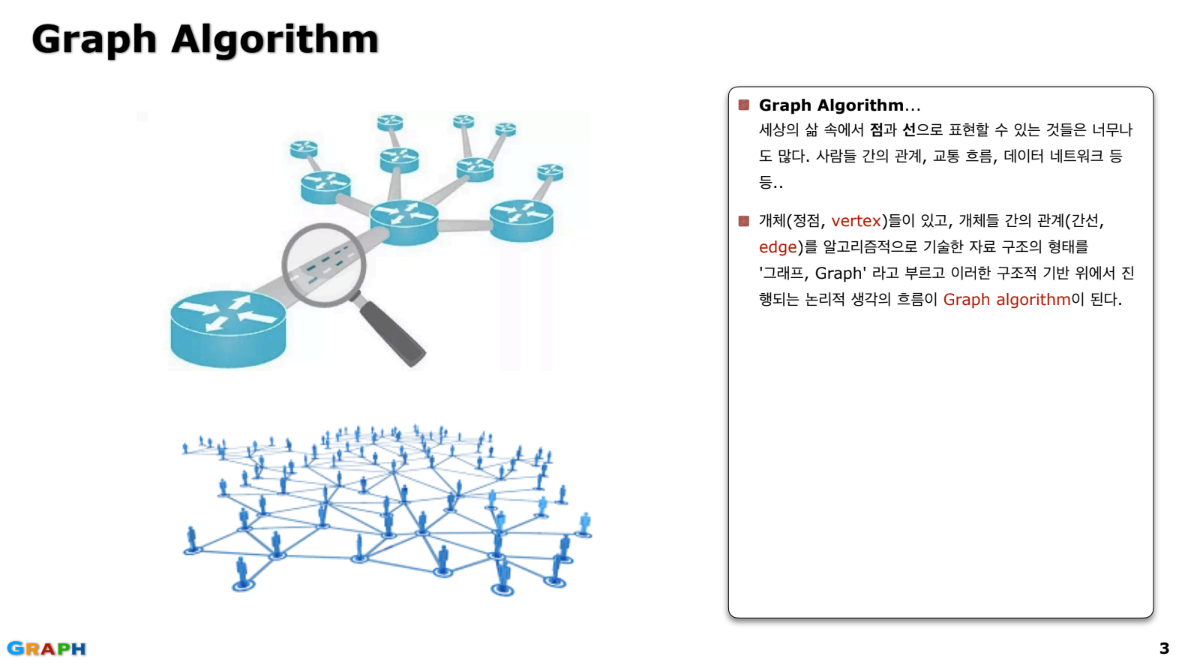 Graph Algorithm
Graph Algorithm…
세상의 삶 속에서 점과 선으로 표현할 수 있는 것들은 너무나
도 많다. 사람들 간의 관계, 교통 흐름, 데이터 네트워크 등
등..
개체(정점, vertex)들이 있고, 개체들 간의 관계(간선,
edge)를 알고리즘적으로 기술한 자료 구조의 형태를
'그래프, Graph' 라고 부르고 이러한 구조적 기반 위에서 진
행되는 논리적 생각의 흐름이 Graph algorithm이 된다.
GRAPH
3